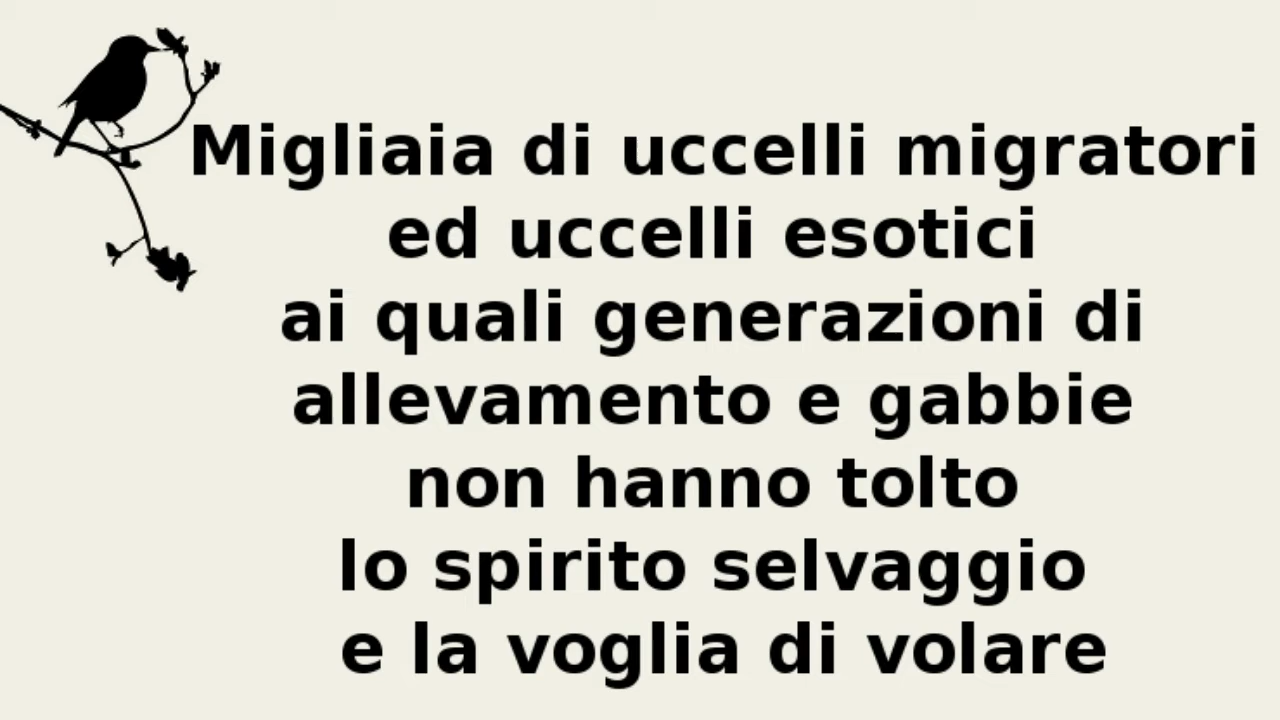 Migliaia di uccelli migratori
ed uccelli esotici
ai quali generazioni di
allevamento e gabbie
non hanno tolto
lo spirito selvaggio
e la voglia di volare